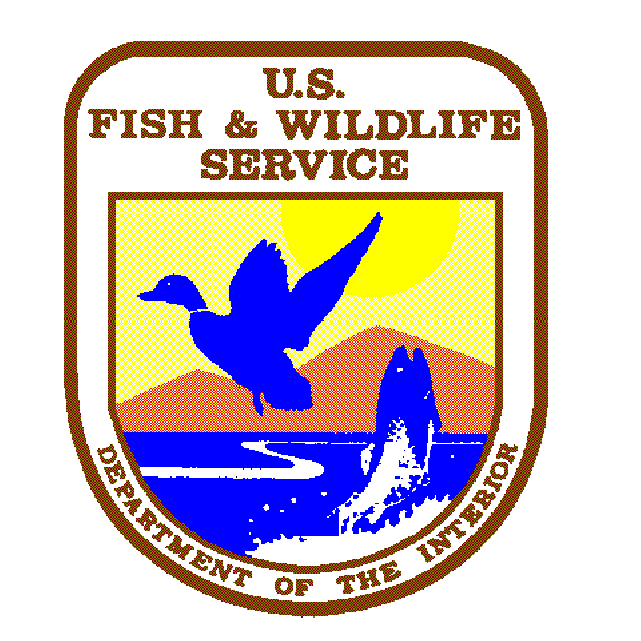 U.S.
FISH & WILDLIFE
SERVICE
DEPARTMENT OF THE INTERIOR